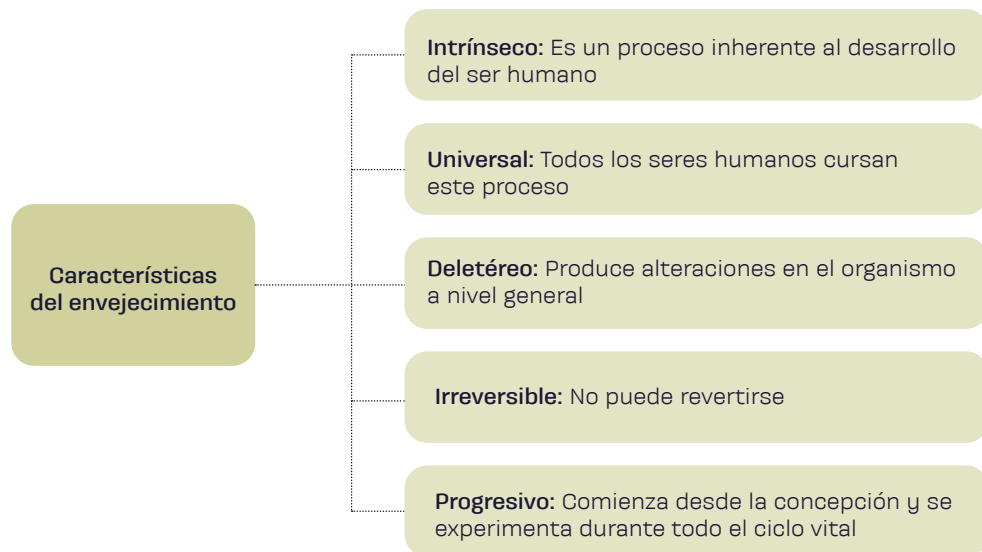 Características
del envejecimiento
Intrínseco: Es un proceso inherente al desarrollo
del ser humano
Universal: Todos los seres humanos cursan
este proceso
Deletéreo: Produce alteraciones en el organismo
a nivel general
Irreversible: No puede revertirse
Progresivo: Comienza desde la concepción y se
experimenta durante todo el ciclo vital